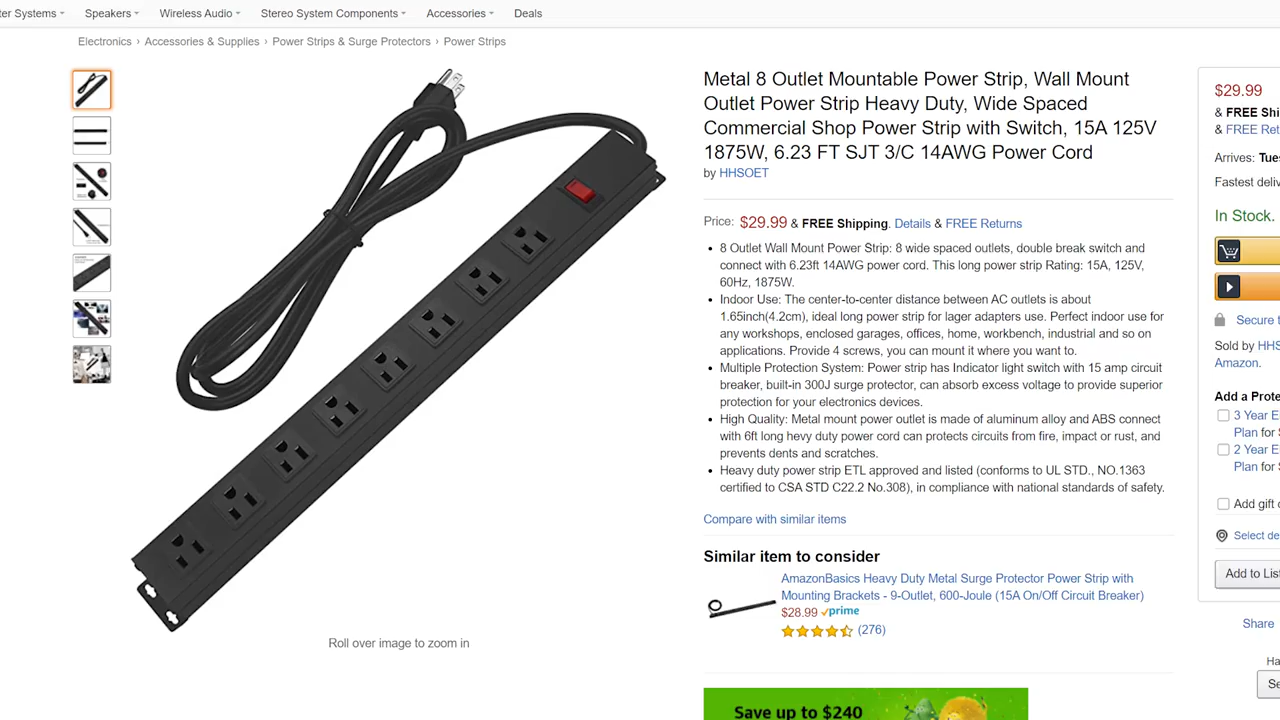 Systems
Speakers
Wireless Audio
Stereo System Components
Accessories
Deals
Electronics › Accessories & Supplies › Power Strips & Surge Protectors › Power Strips
Metal 8 Outlet Mountable Power Strip, Wall Mount
Outlet Power Strip Heavy Duty, Wide Spaced
Commercial Shop Power Strip with Switch, 15A 125V
1875W, 6.23 FT SJT 3/C 14AWG Power Cord
by HHSOET
Price: $29.99 & FREE Shipping. Details & FREE Returns
• 8 Outlet Wall Mount Power Strip: 8 wide spaced outlets, double break switch and
connect with 6.23ft 14AWG power cord. This long power strip Rating: 15A, 125V,
60Hz, 1875W.
• Indoor Use: The center-to-center distance between AC outlets is about
1.65inch(4.2cm), ideal long power strip for lager adapters use. Perfect indoor use for
any workshops, enclosed garages, offices, home, workbench, industrial and so on
applications. Provide 4 screws, you can mount it where you want to.
• Multiple Protection System: Power strip has Indicator light switch with 15 amp circuit
breaker, built-in 300J surge protector, can absorb excess voltage to provide superior
protection for your electronics devices.
• High Quality: Metal mount power outlet is made of aluminum alloy and ABS connect
with 6ft long hevy duty power cord can protects circuits from fire, impact or rust, and
prevents dents and scratches.
• Heavy duty power strip ETL approved and listed (conforms to UL STD., NO.1363
certified to CSA STD C22.2 No.308), in compliance with national standards of safety.
Compare with similar items
Similar item to consider
AmazonBasics Heavy Duty Metal Surge Protector Power Strip with
Mounting Brackets - 9-Outlet, 600-Joule (15A On/Off Circuit Breaker)
$28.99 prime
(276)
Save up to $240
Roll over image to zoom in
$29.99
& FREE Shi
& FREE Ret
Arrives: Tue
Fastest deliv
In Stock.
Secure t
Sold by HHS
Amazon.
Add a Prote
3 Year E
Plan for
2 Year E
Plan for
Add gift
Select de
Add to List
Share
Ha
Se